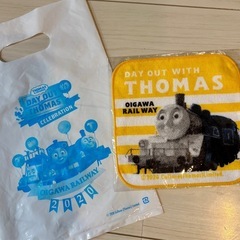 DAY OUT WITH
THOMAS
CELEBRATION
OIGAWA RAILWAY
2020
DAY OUT WITH
THOMAS
OIGAWA
RAILWAY